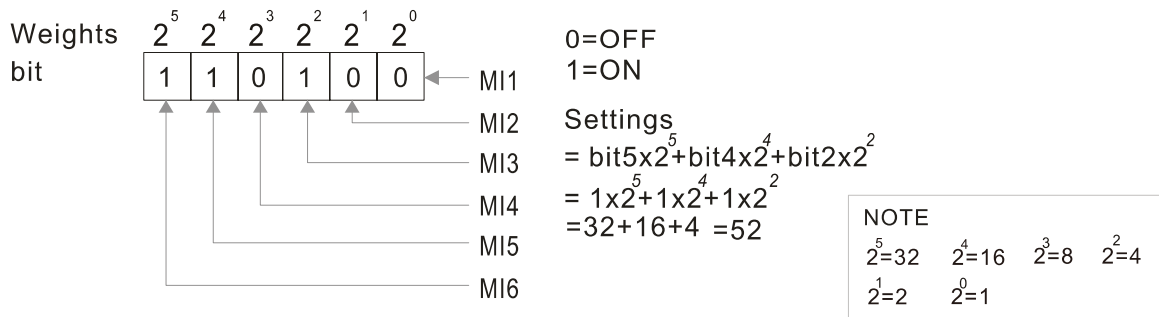 Weights 2^5 2^4 2^3 2^2 2^1 2^0
bit 1 1 0 1 0 0
MI1
MI2
MI3
MI4
MI5
MI6
0=OFF
1=ON
Settings
= bit5x2^5+bit4x2^4+bit2x2^2
= 1x2^5+1x2^4+1x2^2
=32+16+4 =52
NOTE
2^5=32 2^4=16 2^3=8 2^2=4
2^1=2 2^0=1